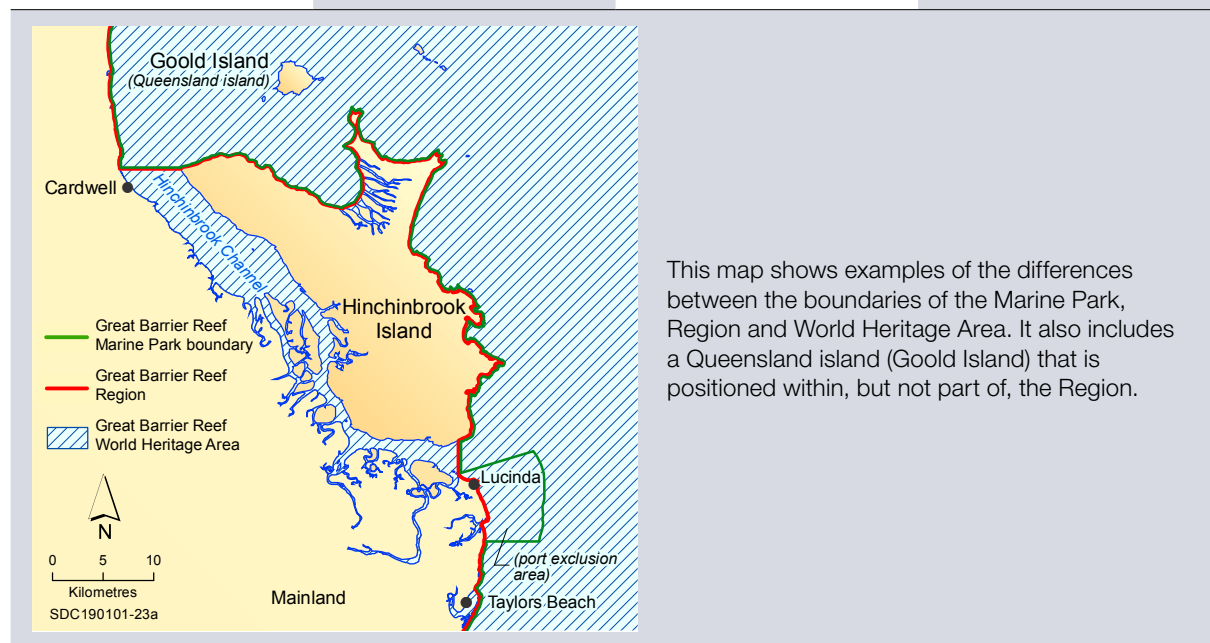 Goold Island
(Queensland island)
Cardwell
Hinchinbrook Channel
Hinchinbrook
Island
Great Barrier Reef
Marine Park boundary
Great Barrier Reef
Region
Great Barrier Reef
World Heritage Area
N
0 5 10
Kilometres
SDC190101-23a
Mainland
Lucinda
(port exclusion
area)
Taylors Beach
This map shows examples of the differences
between the boundaries of the Marine Park,
Region and World Heritage Area. It also includes
a Queensland island (Goold Island) that is
positioned within, but not part of, the Region.